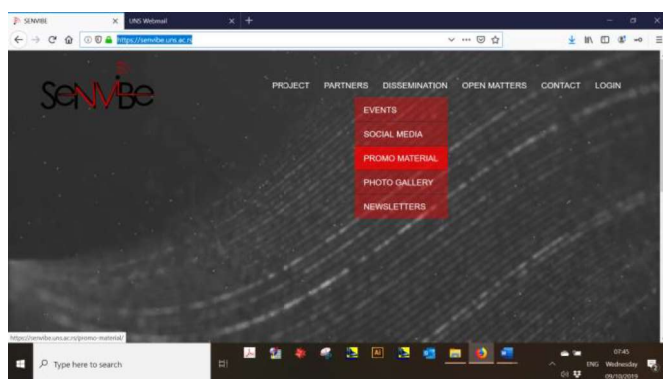 SENVIBE
UNS Webmail
https://senvibe.uns.ac.rs
SENVIBE
PROJECT PARTNERS DISSEMINATION OPEN MATTERS CONTACT LOGIN
EVENTS
SOCIAL MEDIA
PROMO MATERIAL
PHOTO GALLERY
NEWSLETTERS
https://senvibe.uns.ac.rs/promo-material/
Type here to search
Ai
07:45
ENG Wednesday
09/10/2019